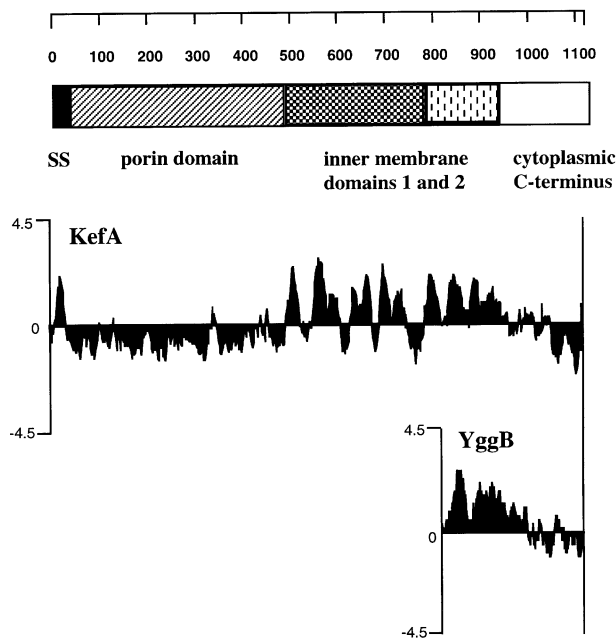 0 100 200 300 400 500 600 700 800 900 1000 1100
SS porin domain inner membrane domains 1 and 2 cytoplasmic C-terminus
4.5
KefA
0
-4.5
4.5
YggB
0
-4.5